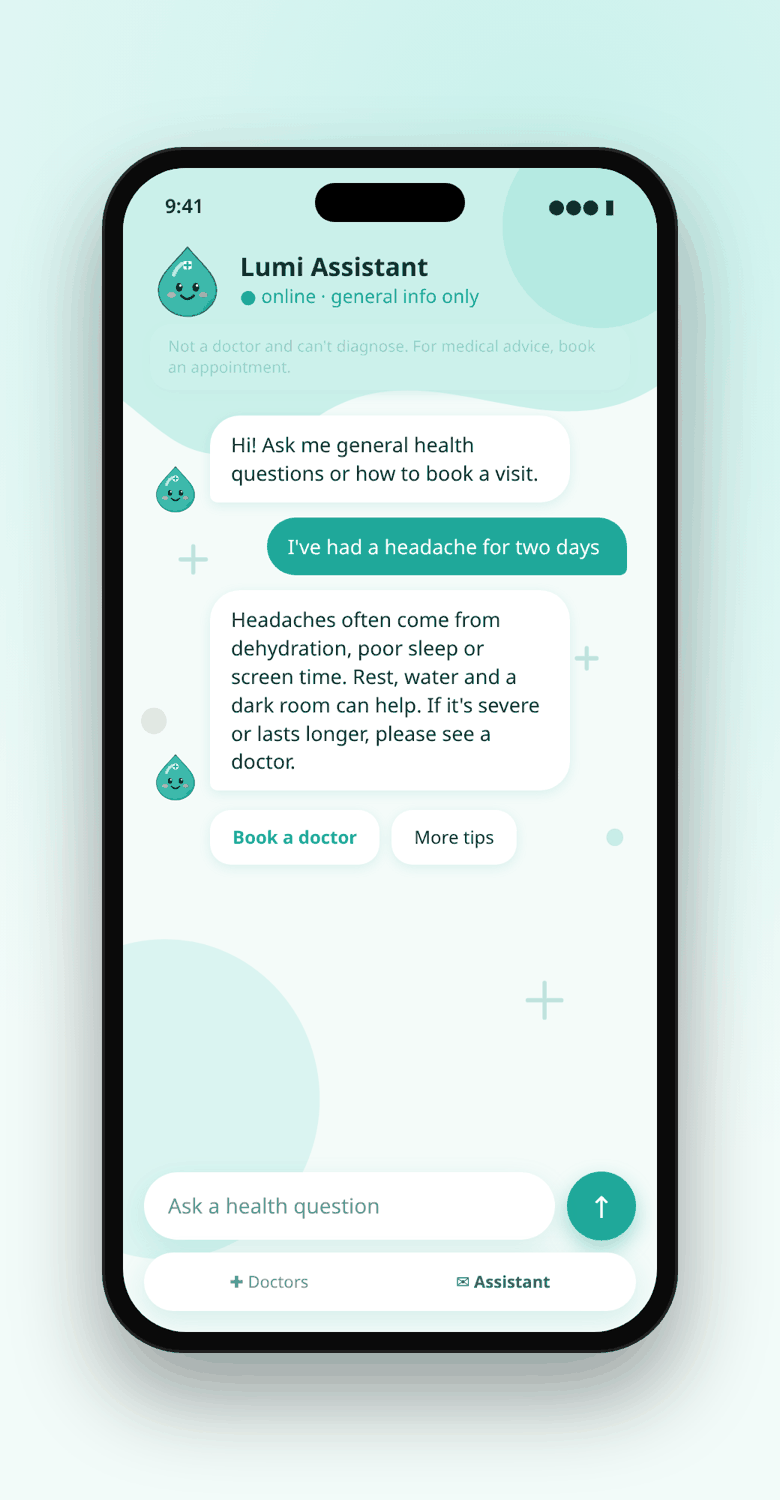 9:41
Lumi Assistant
online · general info only
Not a doctor and can't diagnose. For medical advice, book
an appointment.
Hi! Ask me general health
questions or how to book a visit.
I've had a headache for two days
Headaches often come from
dehydration, poor sleep or
screen time. Rest, water and a
dark room can help. If it's severe
or lasts longer, please see a
doctor.
Book a doctor
More tips
Ask a health question
Doctors
Assistant